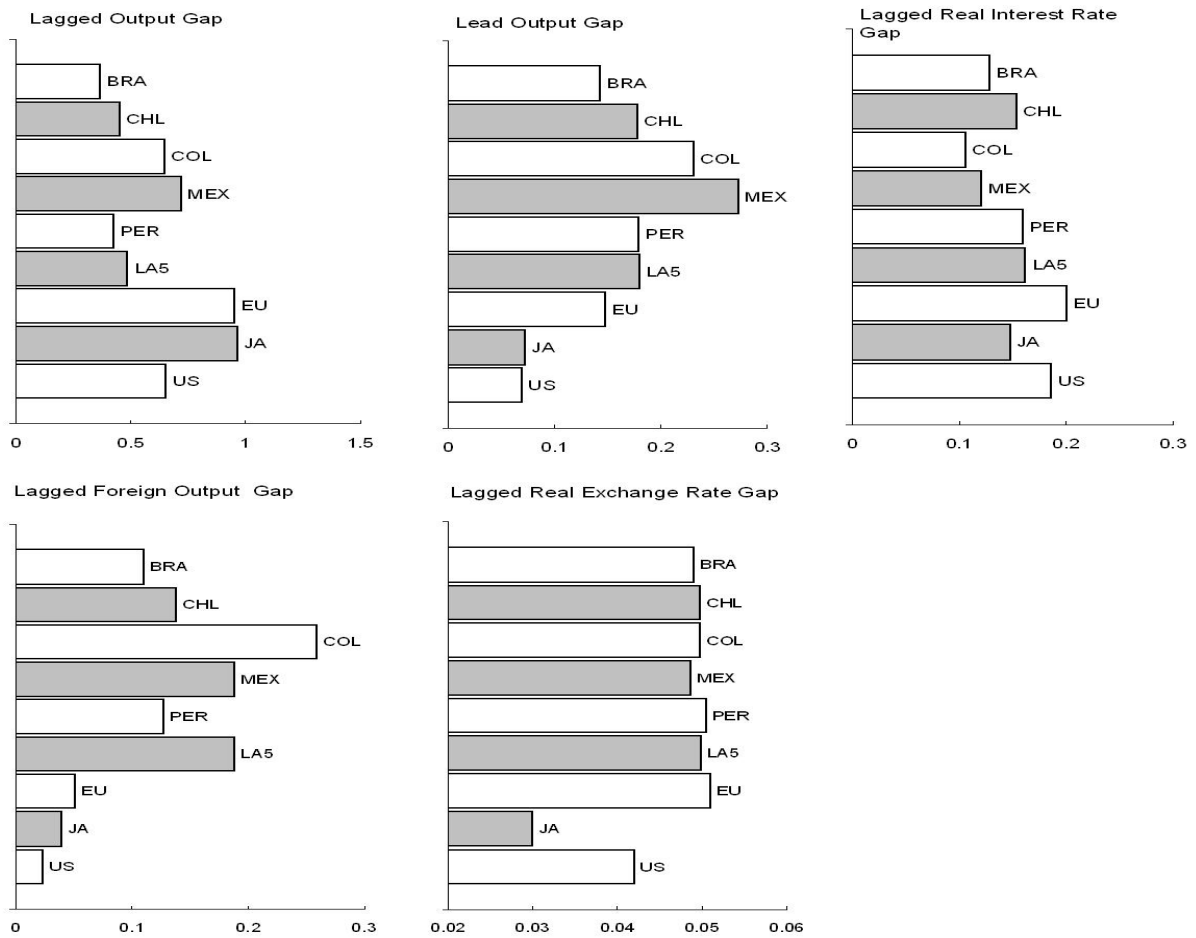 Lagged Output Gap
BRA
CHL
COL
MEX
PER
LA5
EU
JA
US
0 0.5 1 1.5
Lead Output Gap
BRA
CHL
COL
MEX
PER
LA5
EU
JA
US
0 0.1 0.2 0.3
Lagged Real Interest Rate
Gap
BRA
CHL
COL
MEX
PER
LA5
EU
JA
US
0 0.1 0.2 0.3
Lagged Foreign Output Gap
BRA
CHL
COL
MEX
PER
LA5
EU
JA
US
0 0.1 0.2 0.3
Lagged Real Exchange Rate Gap
BRA
CHL
COL
MEX
PER
LA5
EU
JA
US
0.02 0.03 0.04 0.05 0.06